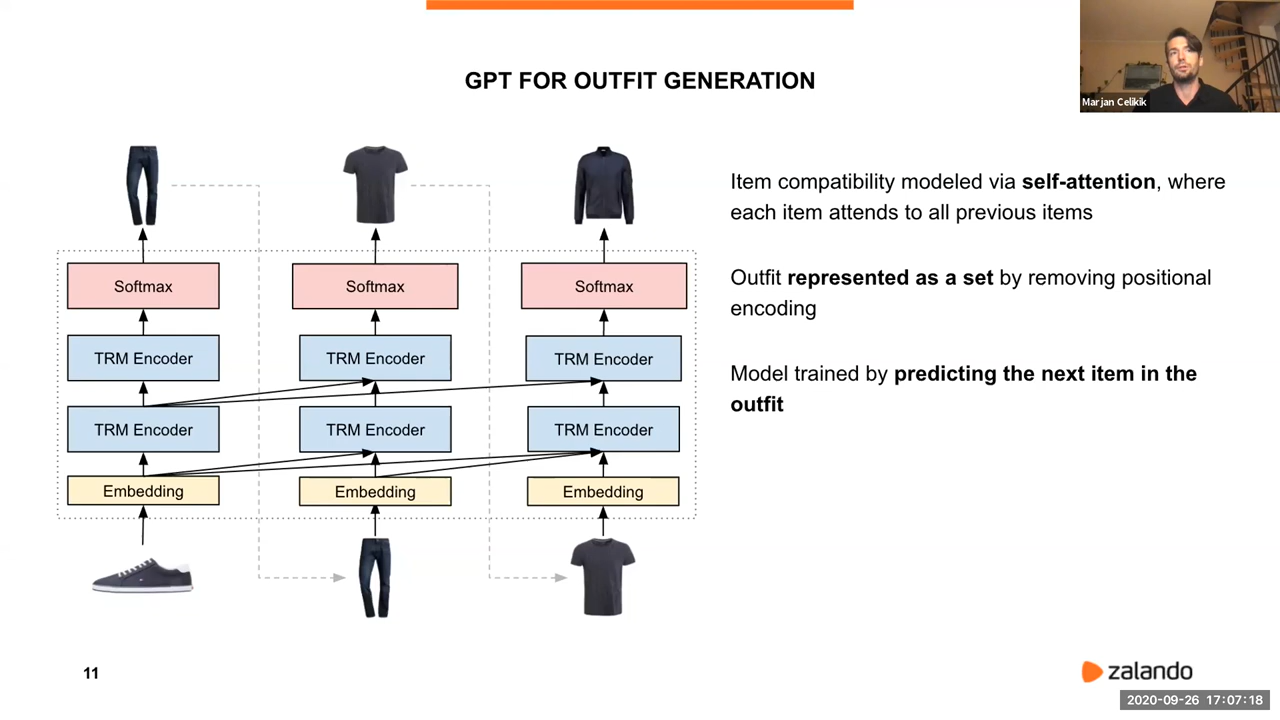 GPT FOR OUTFIT GENERATION
Marjan Celikik
Item compatibility modeled via self-attention, where
each item attends to all previous items
Outfit represented as a set by removing positional
encoding
Model trained by predicting the next item in the
outfit
Softmax Softmax Softmax
TRM Encoder TRM Encoder TRM Encoder
TRM Encoder TRM Encoder TRM Encoder
Embedding Embedding Embedding
11
zalando
2020-09-26 17:07:18